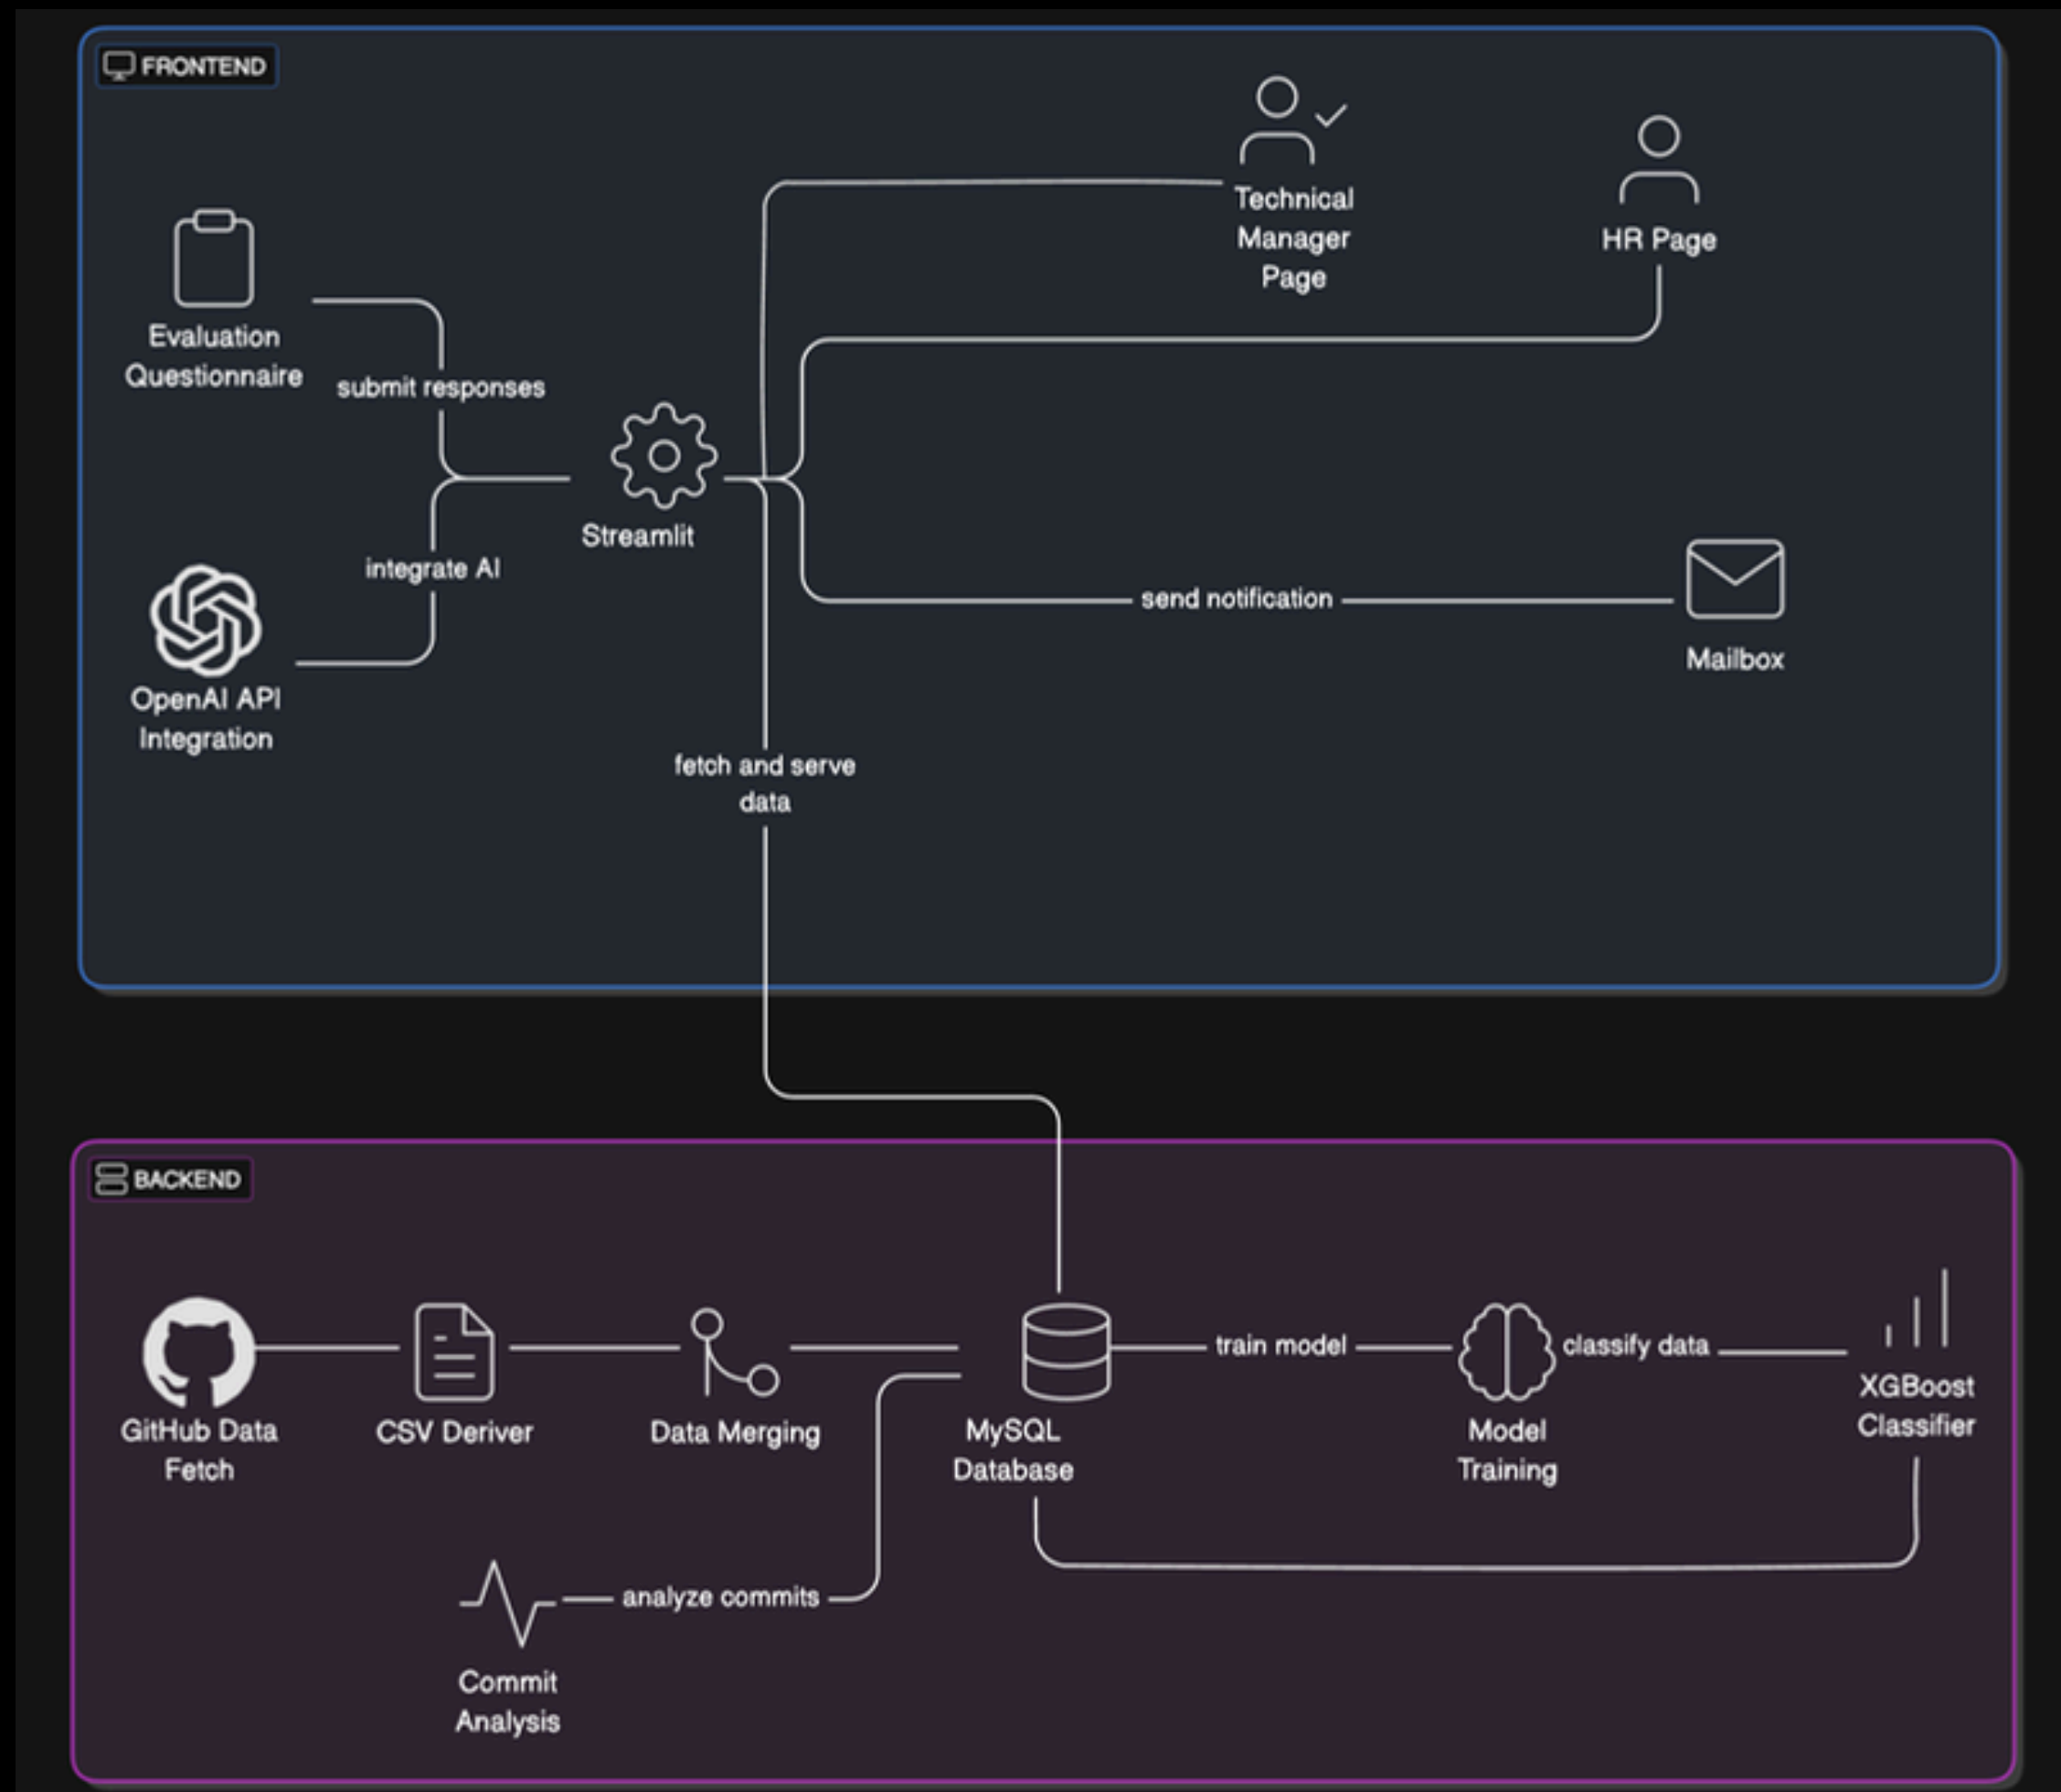 FRONTEND
Technical
Manager
Page
HR Page
Evaluation
Questionnaire
submit responses
Streamlit
integrate AI
send notification
Mailbox
OpenAI API
Integration
fetch and serve
data
BACKEND
train model
classify data
XGBoost
Classifier
GitHub Data
Fetch
CSV Deriver
Data Merging
MySQL
Database
Model
Training
analyze commits
Commit
Analysis